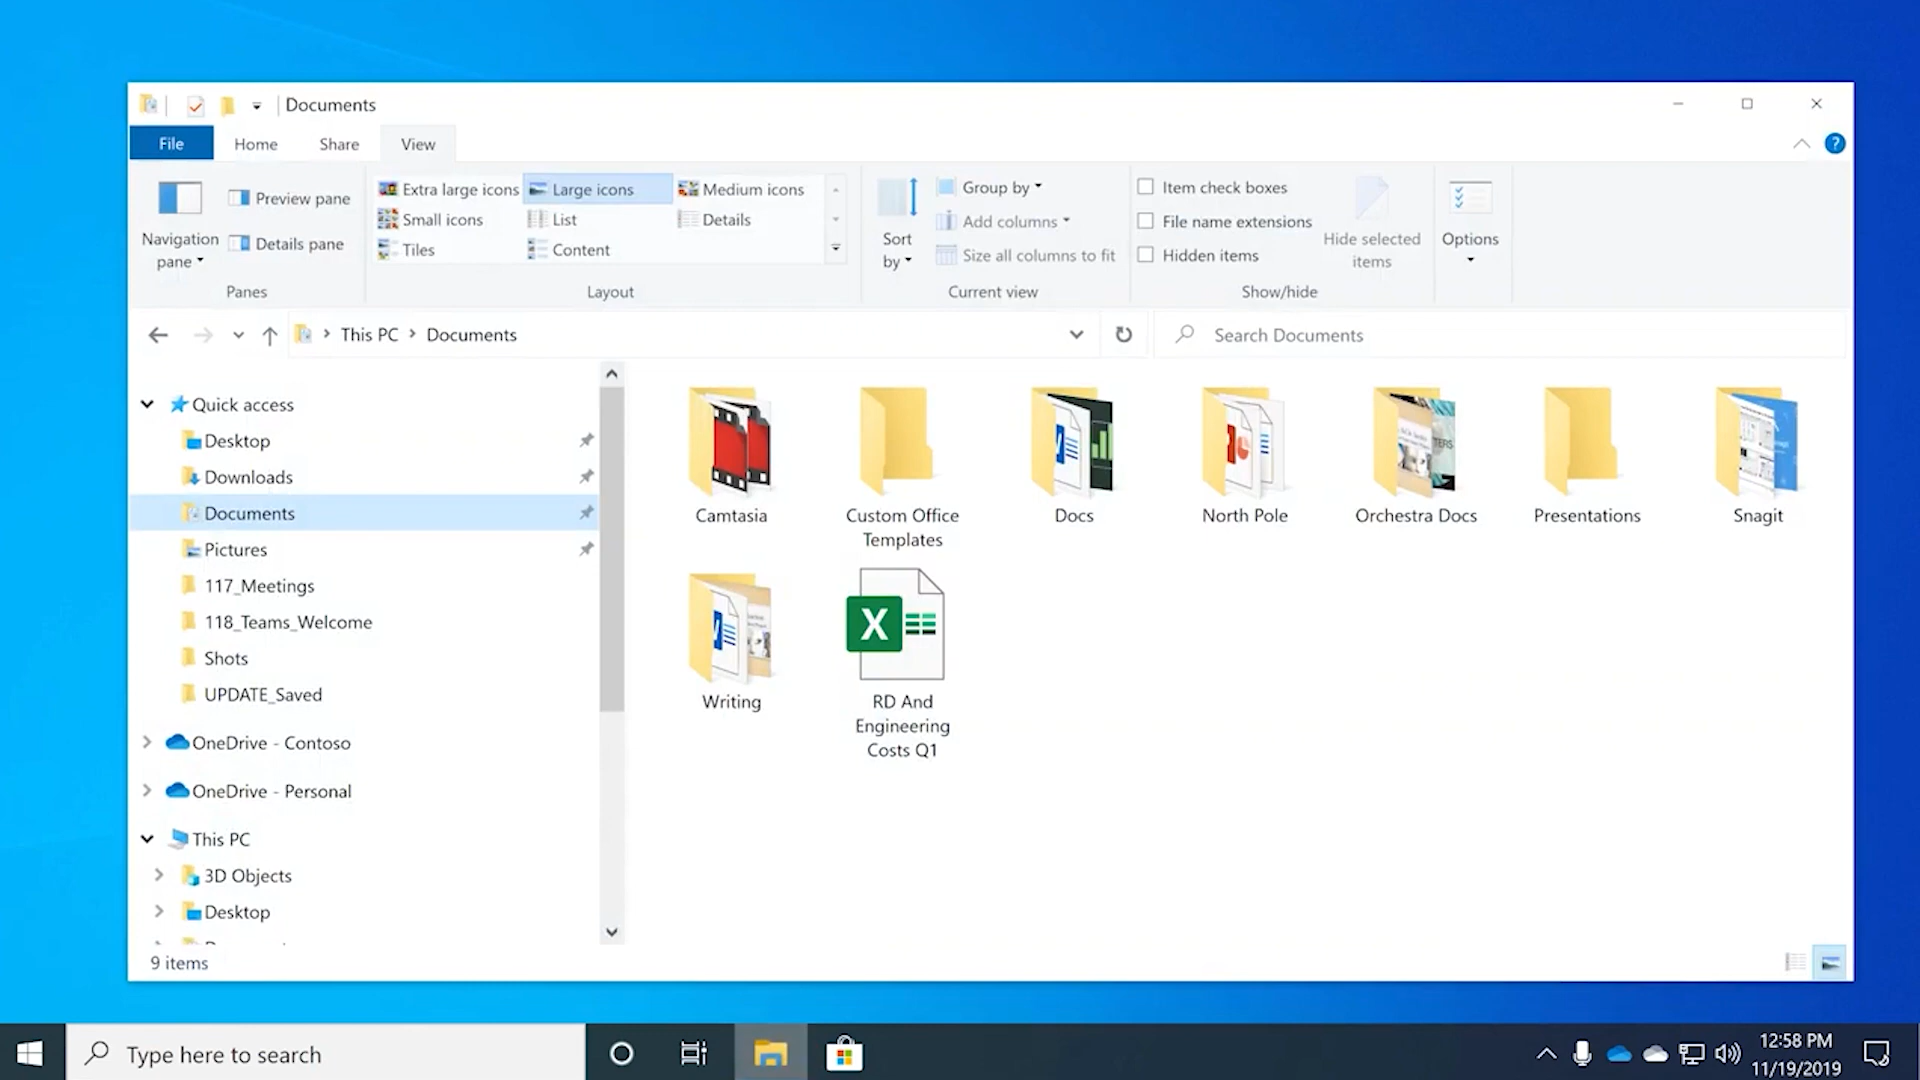 Documents
File Home Share View
Navigation pane
Preview pane
Details pane
Panes
Extra large icons Large icons Medium icons
Small icons List Details
Tiles Content
Layout
Sort by
Group by
Add columns
Size all columns to fit
Current view
Item check boxes
File name extensions
Hidden items
Hide selected
items
Show/hide
Options
This PC Documents
Search Documents
Quick access
Desktop
Downloads
Documents
Pictures
117_Meetings
118_Teams_Welcome
Shots
UPDATE_Saved
OneDrive - Contoso
OneDrive - Personal
This PC
3D Objects
Desktop
Camtasia
Custom Office
Templates
Docs
North Pole
Orchestra Docs
Presentations
Snagit
Writing
RD And
Engineering
Costs Q1
9 items
Type here to search
12:58 PM
11/19/2019